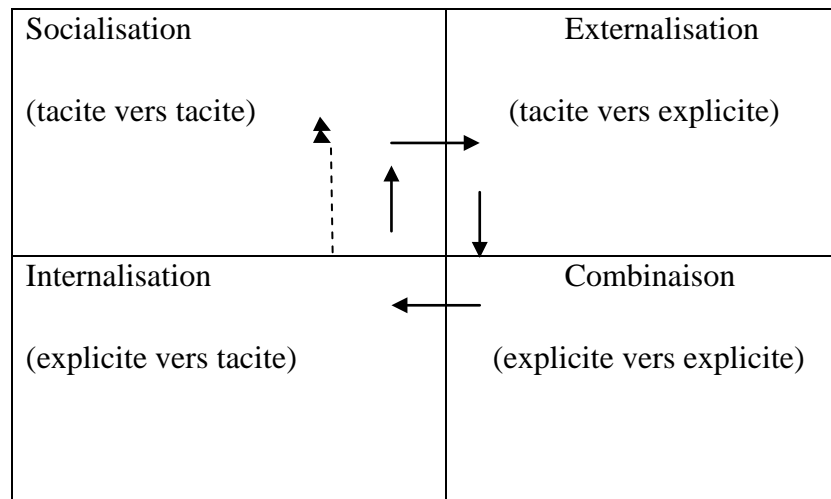 Socialisation
(tacite vers tacite)
Externalisation
(tacite vers explicite)
Internalisation
(explicite vers tacite)
Combinaison
(explicite vers explicite)